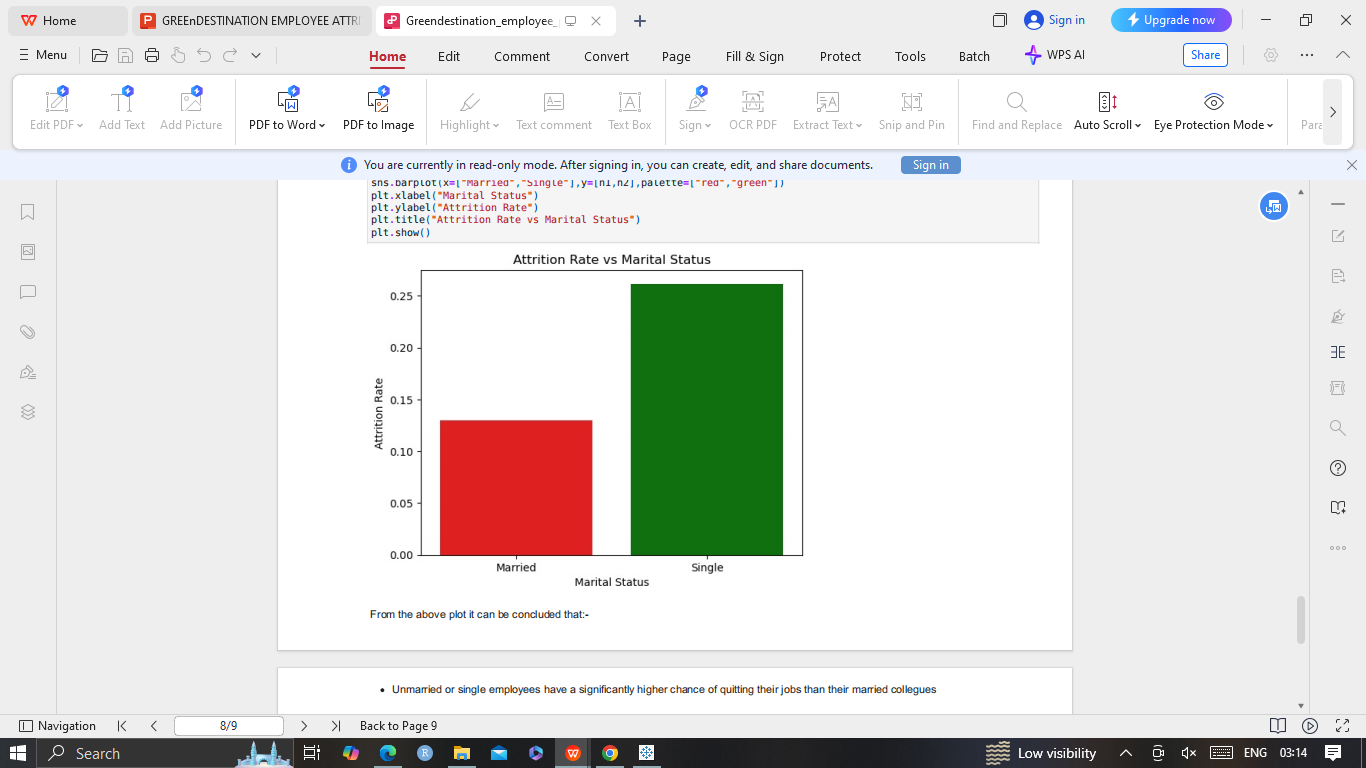 Home
GREEnDESTINATION EMPLOYEE ATTRI
Greendestination_employee_
Sign in
Upgrade now
Menu
Home
Edit
Comment
Convert
Page
Fill & Sign
Protect
Tools
Batch
WPS AI
Share
Edit PDF
Add Text
Add Picture
PDF to Word
PDF to Image
Highlight
Text comment
Text Box
Sign
OCR PDF
Extract Text
Snip and Pin
Find and Replace
Auto Scroll
Eye Protection Mode
Para
You are currently in read-only mode. After signing in, you can create, edit, and share documents.
Sign in
sns.barplot(x=["Married","Single"],y=[n1,n2],palette=["red","green"])
plt.xlabel("Marital Status")
plt.ylabel("Attrition Rate")
plt.title("Attrition Rate vs Marital Status")
plt.show()
Attrition Rate vs Marital Status
0.25
0.20
0.15
0.10
0.05
0.00
Attrition Rate
Married
Single
Marital Status
From the above plot it can be concluded that:-
• Unmarried or single employees have a significantly higher chance of quitting their jobs than their married collegues
Navigation
8/9
Back to Page 9
Search
Low visibility
ENG
03:14